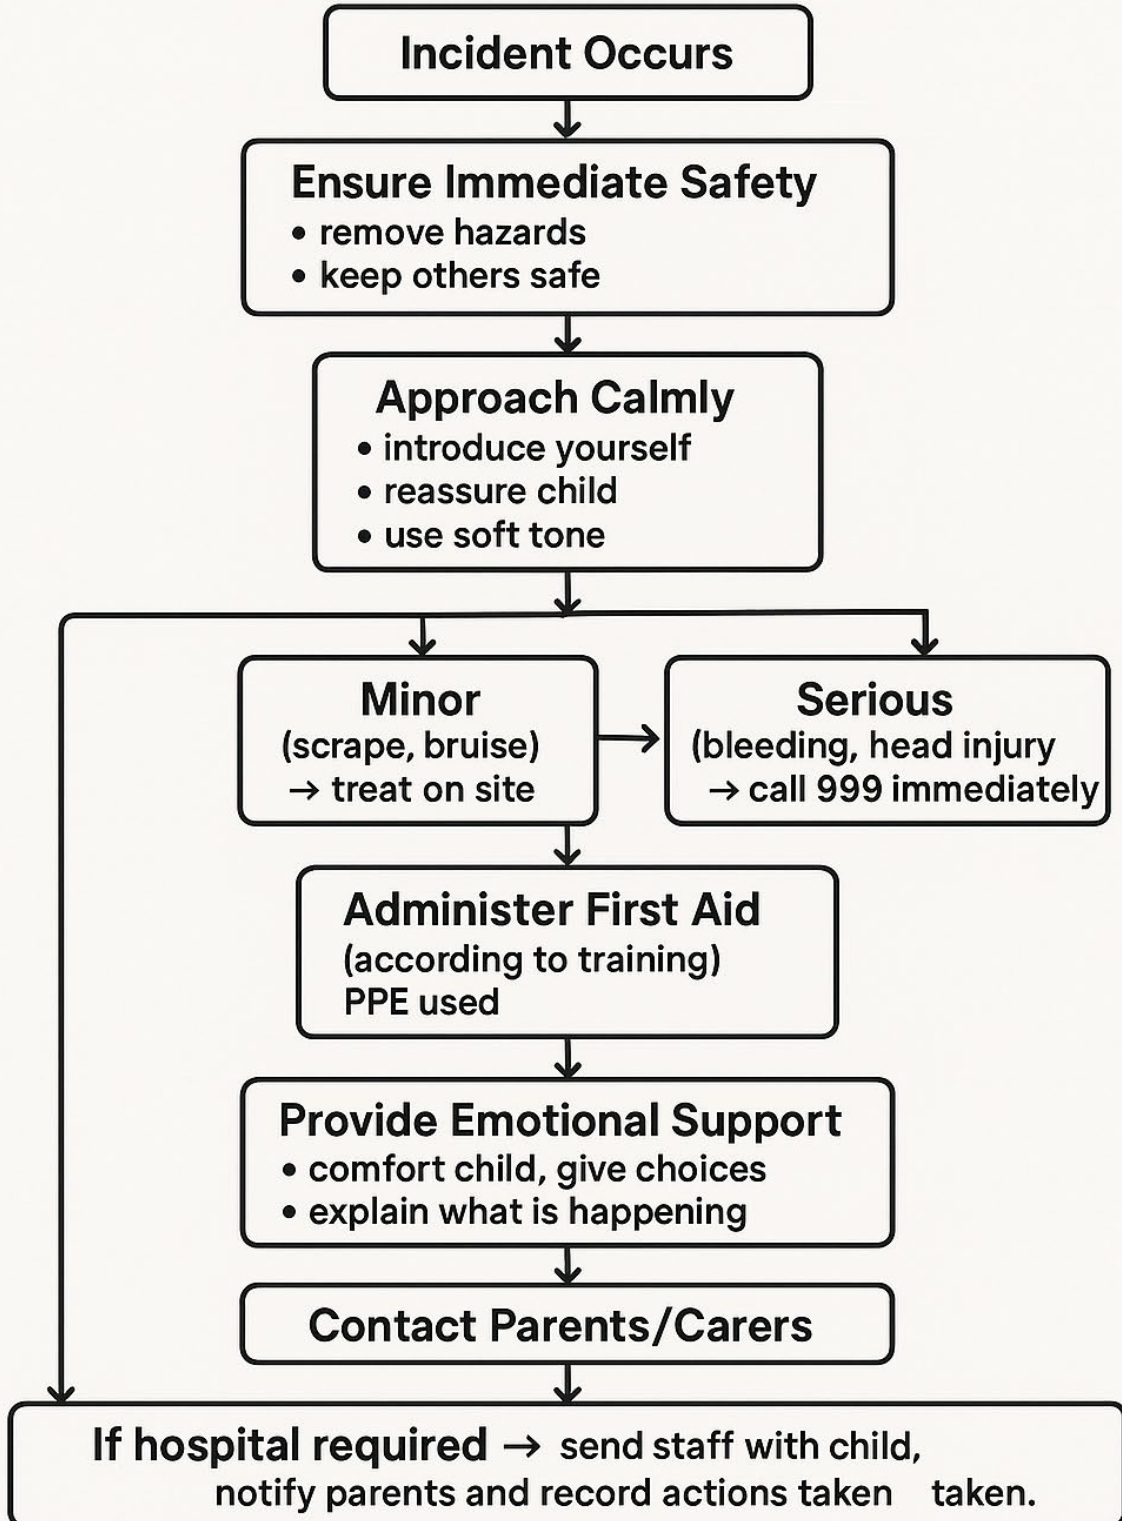 Incident Occurs
Ensure Immediate Safety
• remove hazards
• keep others safe
Approach Calmly
• introduce yourself
• reassure child
• use soft tone
Minor
(scrape, bruise)
→ treat on site
Serious
(bleeding, head injury
→ call 999 immediately
Administer First Aid
(according to training)
PPE used
Provide Emotional Support
• comfort child, give choices
• explain what is happening
Contact Parents/Carers
If hospital required → send staff with child,
notify parents and record actions taken taken.